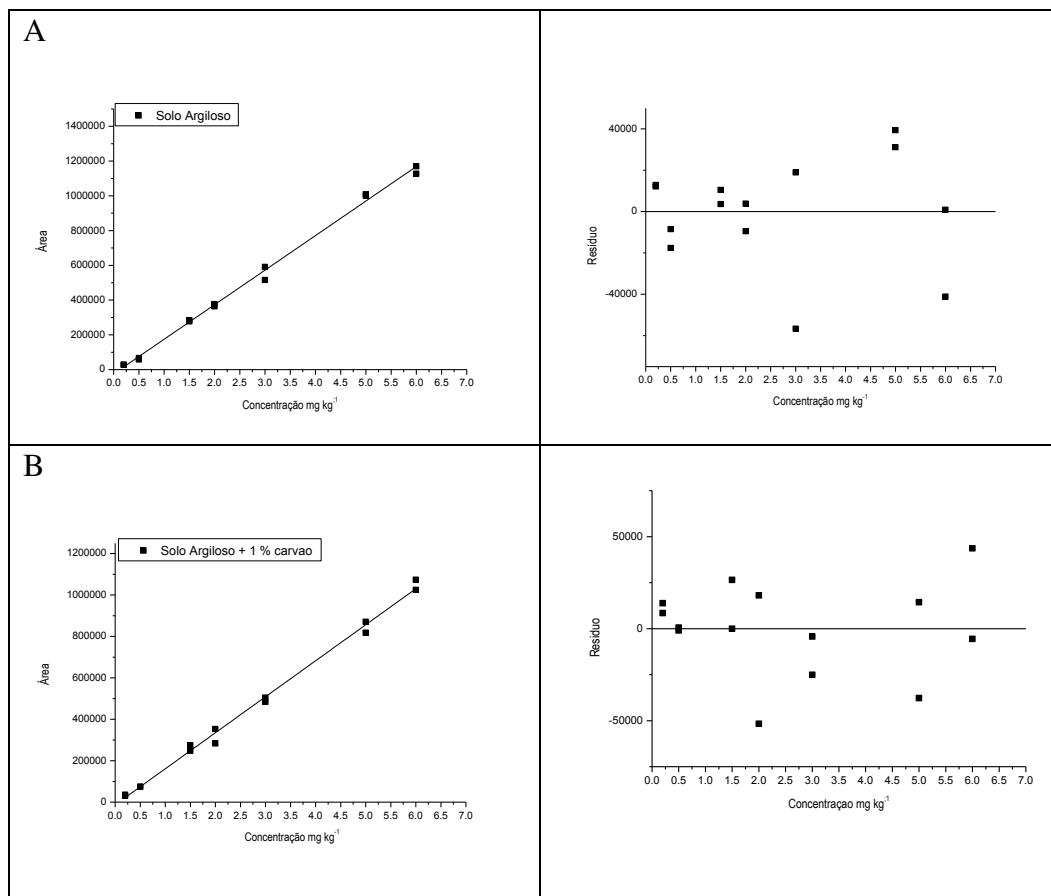 A
Solo Argiloso
1400000
1200000
1000000
800000
600000
400000
200000
0
Área
0.0 0.5 1.0 1.5 2.0 2.5 3.0 3.5 4.0 4.5 5.0 5.5 6.0 6.5 7.0
Concentração mg kg⁻¹
40000
0
-40000
Resíduo
0.0 0.5 1.0 1.5 2.0 2.5 3.0 3.5 4.0 4.5 5.0 5.5 6.0 6.5 7.0
Concentração mg kg⁻¹
B
Solo Argiloso + 1 % carvao
1200000
1000000
800000
600000
400000
200000
0
Área
0.0 0.5 1.0 1.5 2.0 2.5 3.0 3.5 4.0 4.5 5.0 5.5 6.0 6.5 7.0
Concentração mg kg⁻¹
50000
0
-50000
Resíduo
0.0 0.5 1.0 1.5 2.0 2.5 3.0 3.5 4.0 4.5 5.0 5.5 6.0 6.5 7.0
Concentraçao mg kg⁻¹